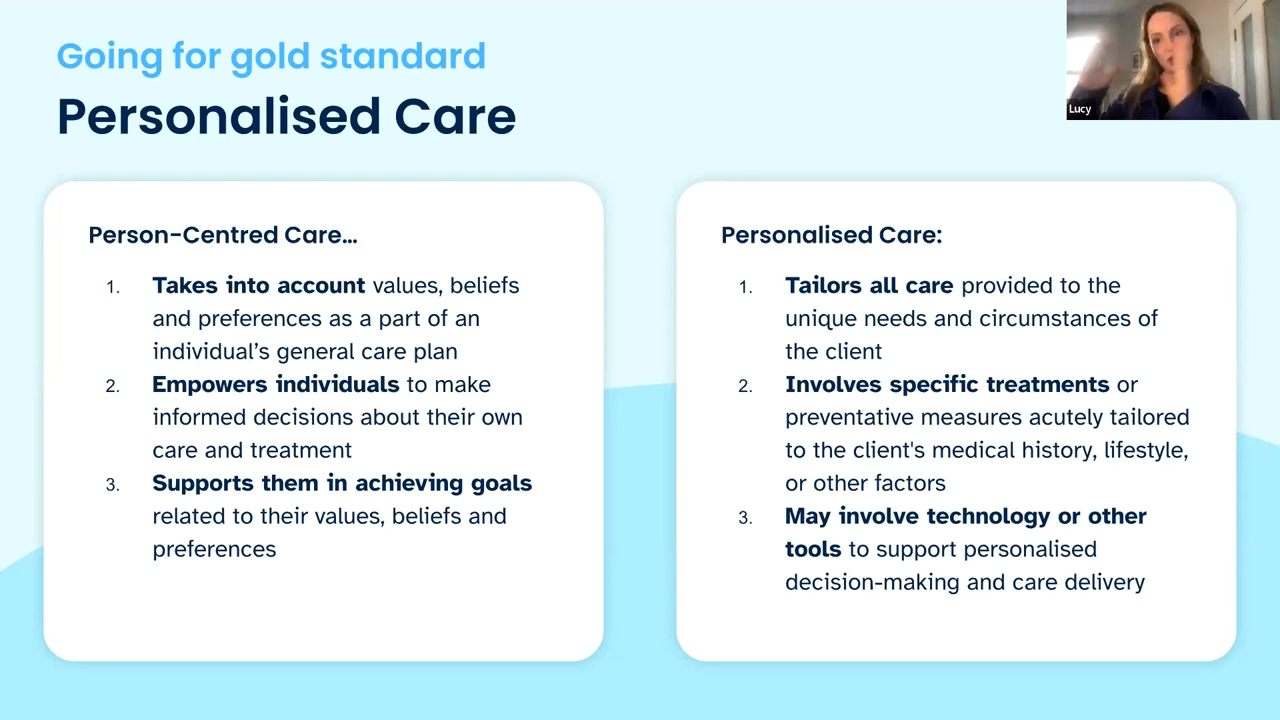 Going for gold standard
Personalised Care
Lucy
Person-Centred Care...
1. Takes into account values, beliefs
and preferences as a part of an
individual's general care plan
2. Empowers individuals to make
informed decisions about their own
care and treatment
3. Supports them in achieving goals
related to their values, beliefs and
preferences
Personalised Care:
1. Tailors all care provided to the
unique needs and circumstances of
the client
2. Involves specific treatments or
preventative measures acutely tailored
to the client's medical history, lifestyle,
or other factors
3. May involve technology or other
tools to support personalised
decision-making and care delivery